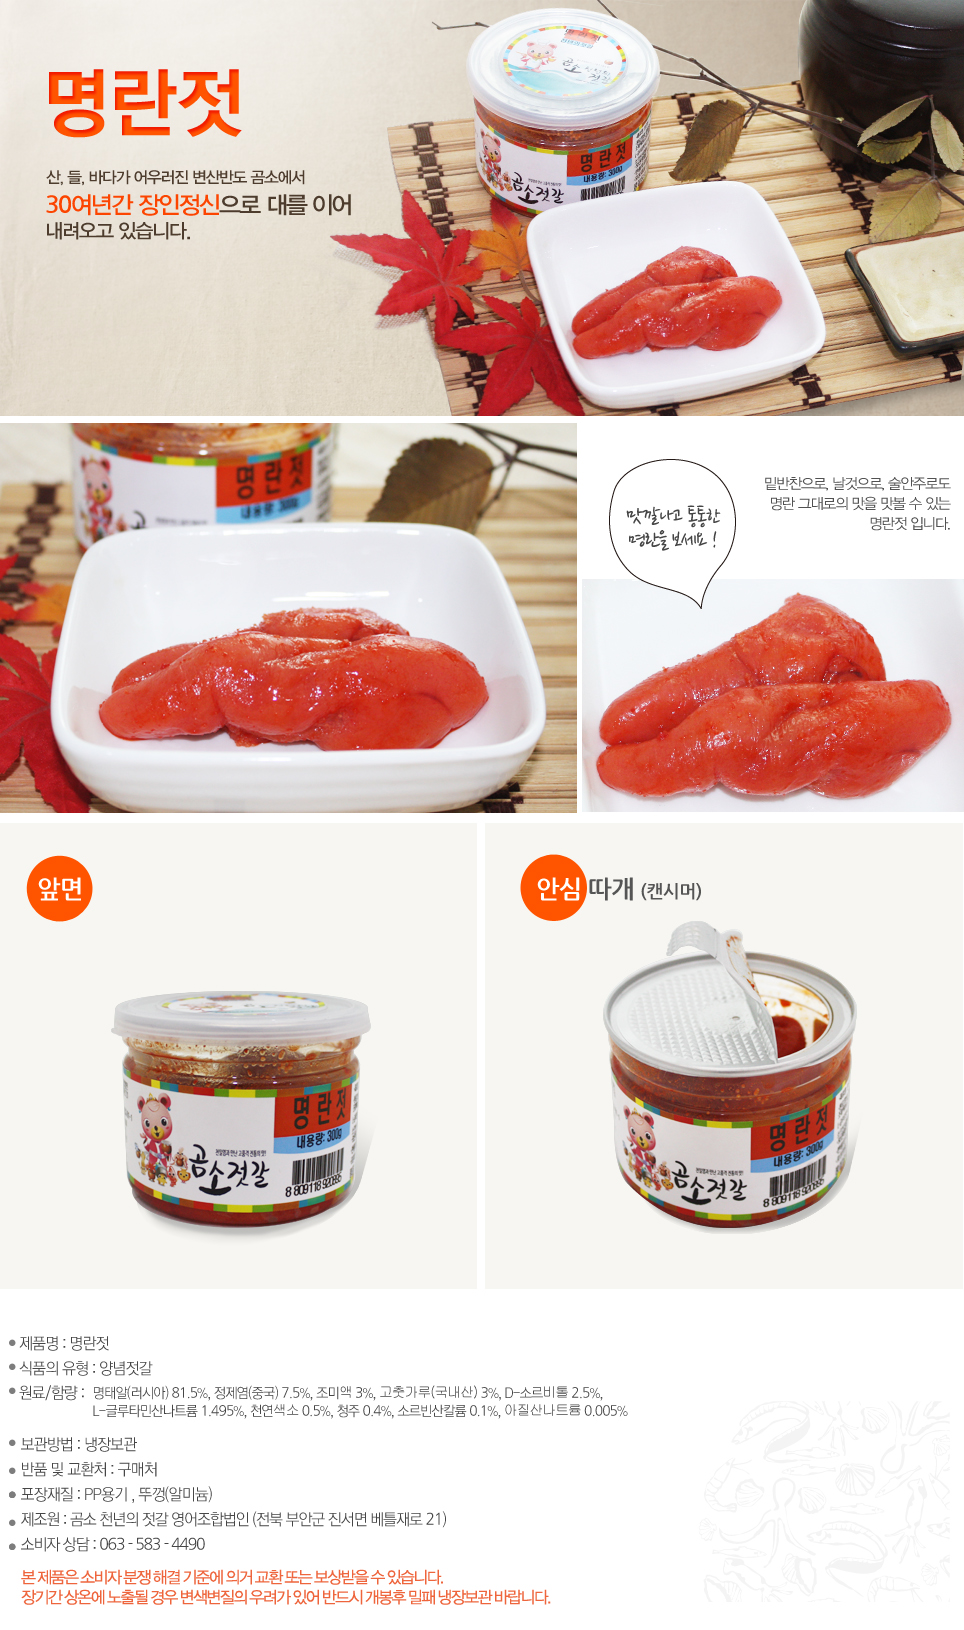 명란젓
산, 들, 바다가 어우러진 변산반도 곰소에서
30여년간 장인정신으로 대를 이어
내려오고 있습니다.
곰소젓갈
명란젓
내용량: 300g
곰소젓갈
명란젓
300g
맛깔나고 통통한
명란을 보세요 !
밑반찬으로, 날것으로, 술안주로도
명란 그대로의 맛을 맛볼 수 있는
명란젓 입니다.
앞면
안심 따개 (캔시머)
명란젓
내용량: 300g
곰소젓갈
8 809118 920895
명란젓
내용량: 300g
곰소젓갈
8 809118 920895
제품명 : 명란젓
식품의 유형 : 양념젓갈
원료/함량 : 명태알(러시아) 81.5%, 정제염(중국) 7.5%, 조미액 3%, 고춧가루(국내산) 3%, D-소르비톨 2.5%,
L-글루타민산나트륨 1.495%, 천연색소 0.5%, 청주 0.4%, 소르빈산칼륨 0.1%, 아질산나트륨 0.005%
보관방법 : 냉장보관
반품 및 교환처 : 구매처
포장재질 : PP용기 , 뚜껑(알미늄)
제조원 : 곰소 천년의 젓갈 영어조합법인 (전북 부안군 진서면 베틀재로 21)
소비자 상담 : 063 - 583 - 4490
본 제품은 소비자 분쟁 해결 기준에 의거 교환 또는 보상받을 수 있습니다.
장기간 상온에 노출될 경우 변색변질의 우려가 있어 반드시 개봉후 밀폐 냉장보관 바랍니다.